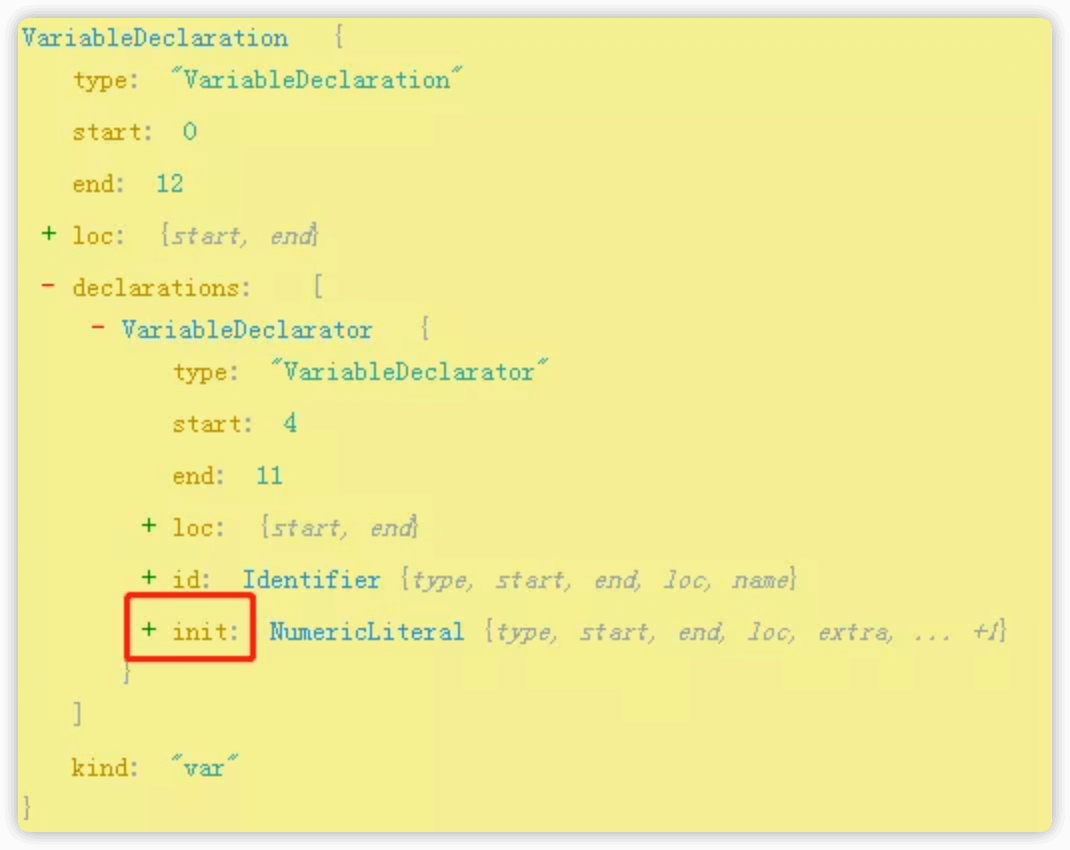 VariableDeclaration {
type: "VariableDeclaration"
start: 0
end: 12
+ loc: {start, end}
- declarations: [
- VariableDeclarator {
type: "VariableDeclarator"
start: 4
end: 11
+ loc: {start, end}
+ id: Identifier {type, start, end, loc, name}
+ init: NumericLiteral {type, start, end, loc, extra, ... +1}
}
]
kind: "var"
}